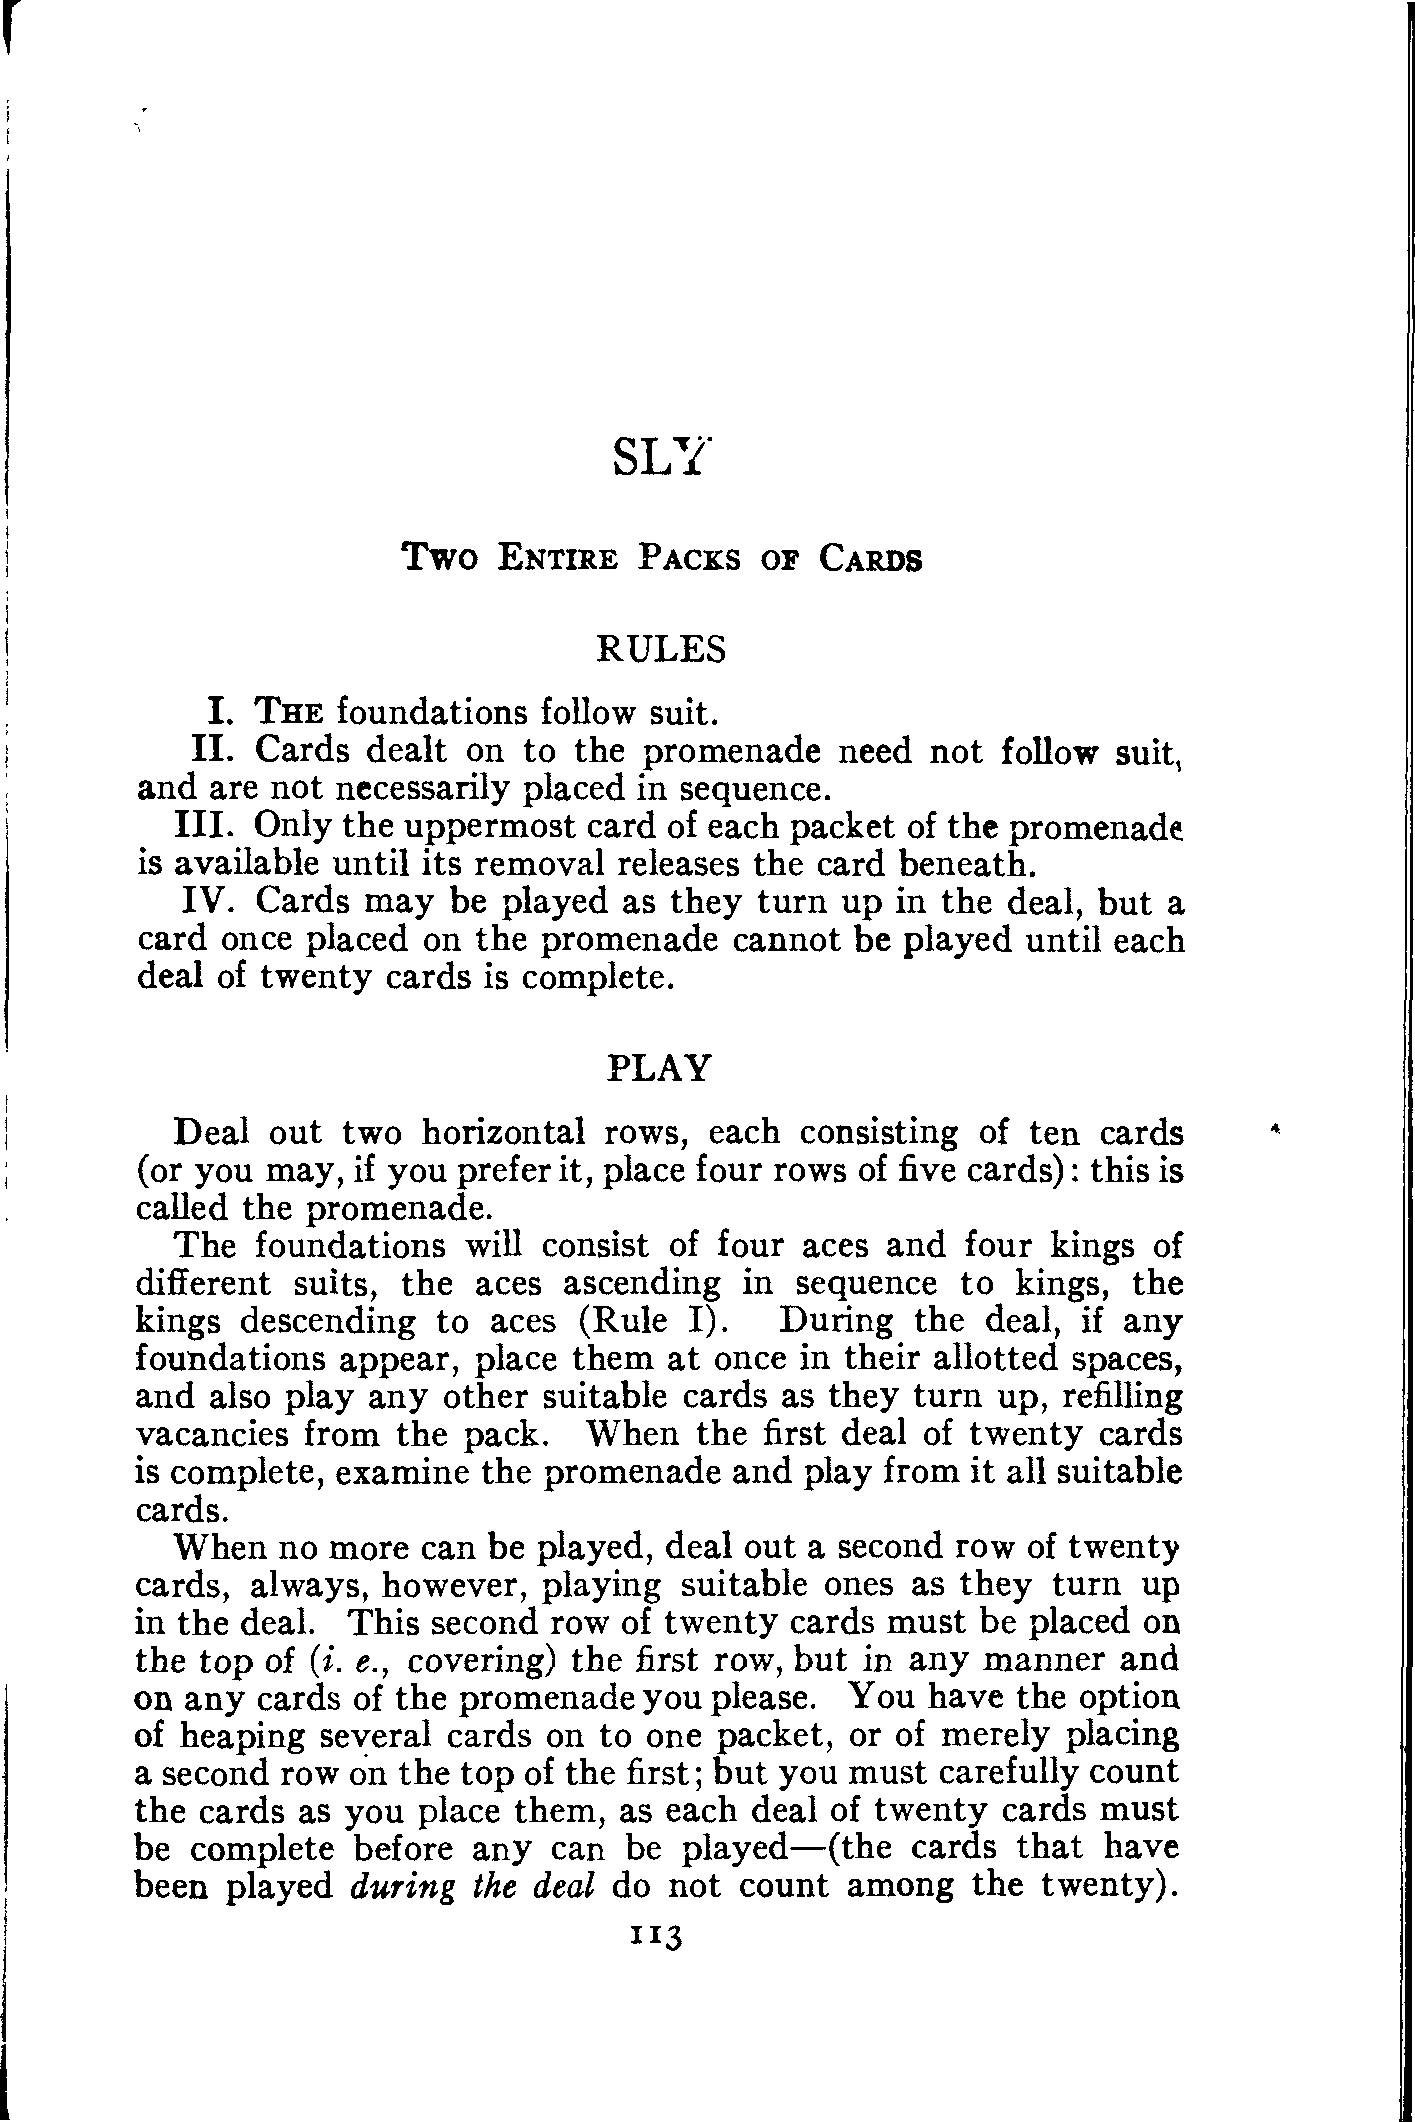 SLY
TWO ENTIRE PACKS OF CARDS
RULES
I. THE foundations follow suit.
II. Cards dealt on to the promenade need not follow suit,
and are not necessarily placed in sequence.
III. Only the uppermost card of each packet of the promenade
is available until its removal releases the card beneath.
IV. Cards may be played as they turn up in the deal, but a
card once placed on the promenade cannot be played until each
deal of twenty cards is complete.
PLAY
Deal out two horizontal rows, each consisting of ten cards
(or you may, if you prefer it, place four rows of five cards): this is
called the promenade.
The foundations will consist of four aces and four kings of
different suits, the aces ascending in sequence to kings, the
kings descending to aces (Rule I). During the deal, if any
foundations appear, place them at once in their allotted spaces,
and also play any other suitable cards as they turn up, refilling
vacancies from the pack. When the first deal of twenty cards
is complete, examine the promenade and play from it all suitable
cards.
When no more can be played, deal out a second row of twenty
cards, always, however, playing suitable ones as they turn up
in the deal. This second row of twenty cards must be placed on
the top of (i. e., covering) the first row, but in any manner and
on any cards of the promenade you please. You have the option
of heaping several cards on to one packet, or of merely placing
a second row on the top of the first; but you must carefully count
the cards as you place them, as each deal of twenty cards must
be complete before any can be played—(the cards that have
been played during the deal do not count among the twenty).
113